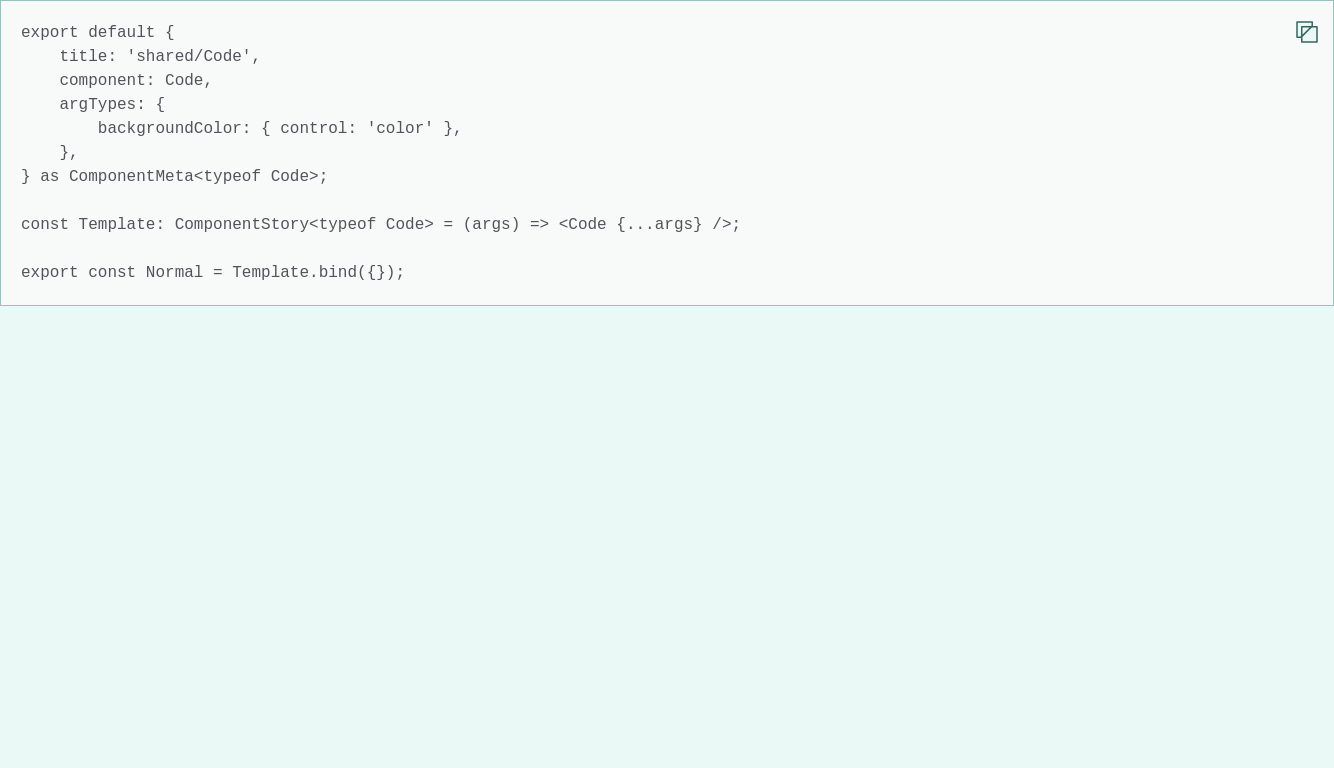 export default {
    title: 'shared/Code',
    component: Code,
    argTypes: {
        backgroundColor: { control: 'color' },
    },
} as ComponentMeta<typeof Code>;

const Template: ComponentStory<typeof Code> = (args) => <Code {...args} />;

export const Normal = Template.bind({});